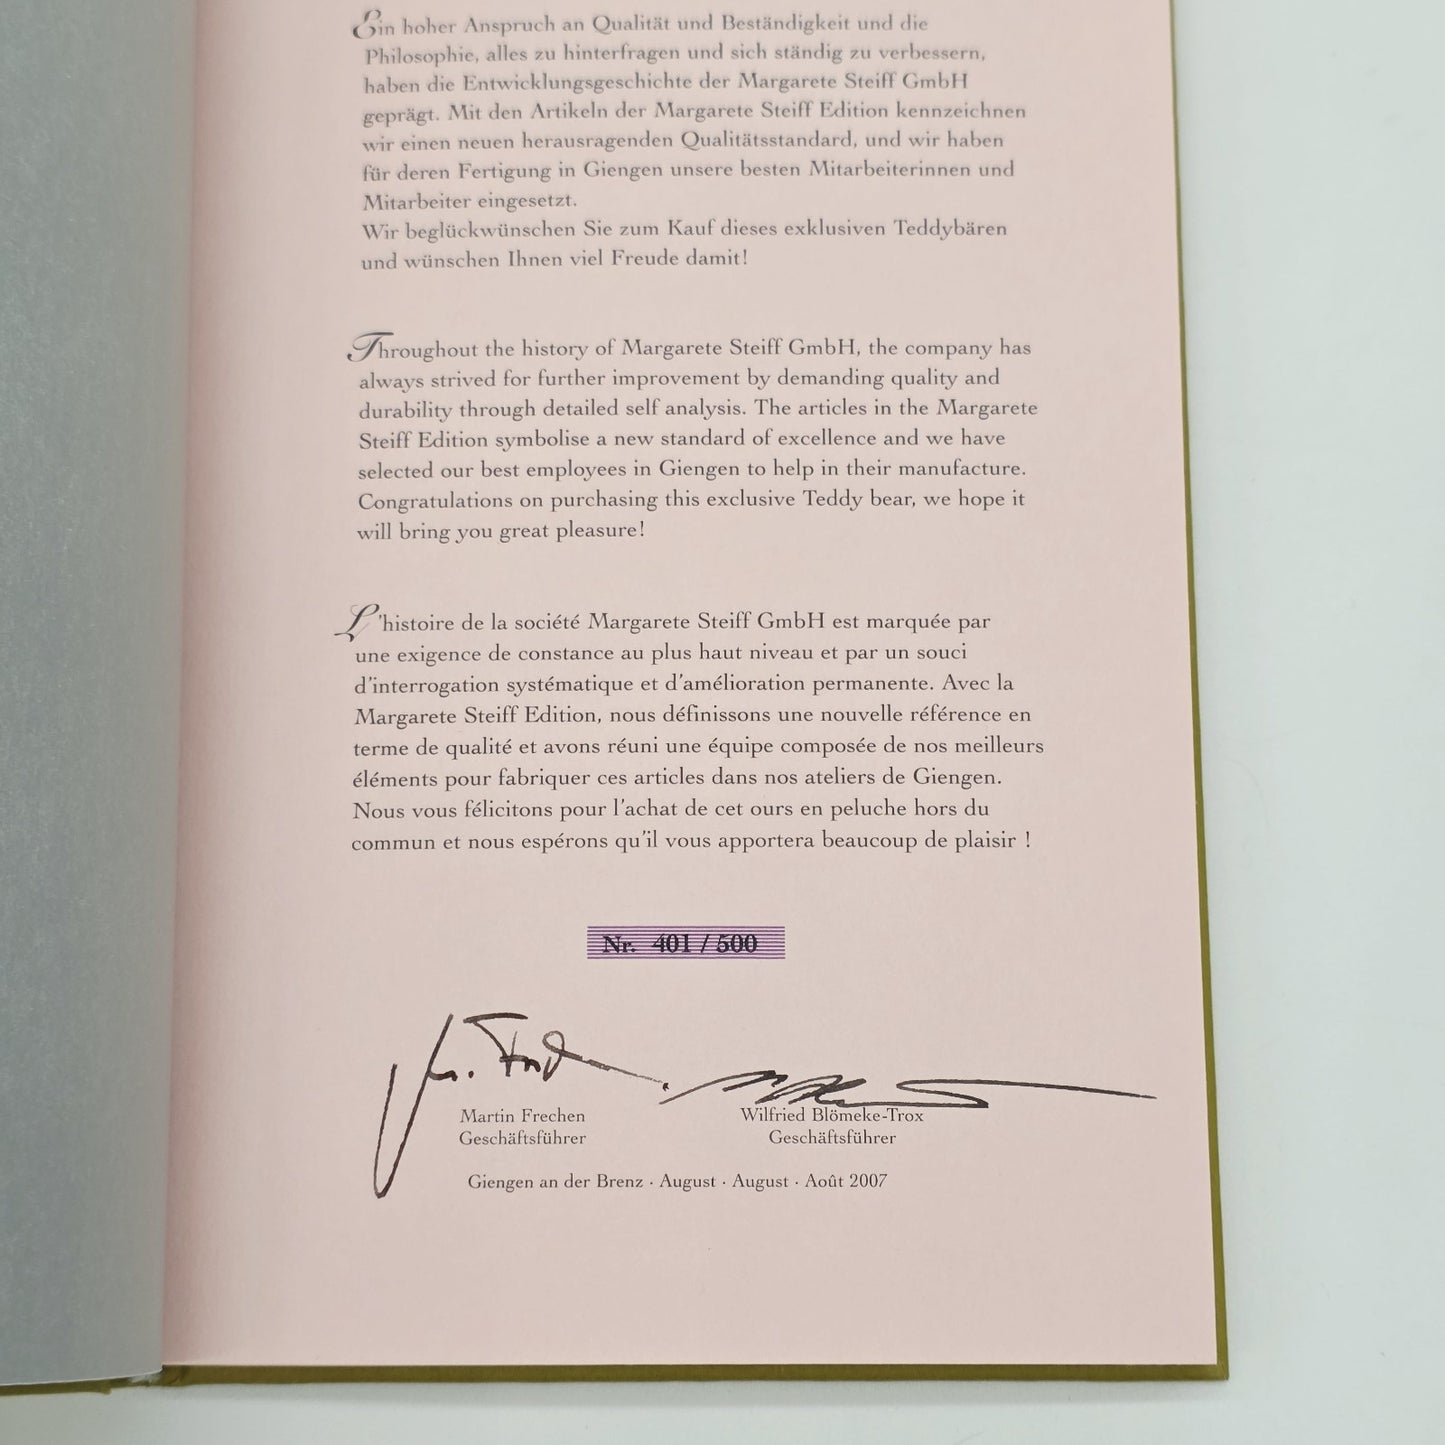 Ein hoher Anspruch an Qualität und Beständigkeit und die
Philosophie, alles zu hinterfragen und sich ständig zu verbessern,
haben die Entwicklungsgeschichte der Margarete Steiff GmbH
geprägt. Mit den Artikeln der Margarete Steiff Edition kennzeichnen
wir einen neuen herausragenden Qualitätsstandard, und wir haben
für deren Fertigung in Giengen unsere besten Mitarbeiterinnen und
Mitarbeiter eingesetzt.
Wir beglückwünschen Sie zum Kauf dieses exklusiven Teddybären
und wünschen Ihnen viel Freude damit!
Throughout the history of Margarete Steiff GmbH, the company has
always strived for further improvement by demanding quality and
durability through detailed self analysis. The articles in the Margarete
Steiff Edition symbolise a new standard of excellence and we have
selected our best employees in Giengen to help in their manufacture.
Congratulations on purchasing this exclusive Teddy bear, we hope it
will bring you great pleasure!
L'histoire de la société Margarete Steiff GmbH est marquée par
une exigence de constance au plus haut niveau et par un souci
d'interrogation systématique et d'amélioration permanente. Avec la
Margarete Steiff Edition, nous définissons une nouvelle référence en
terme de qualité et avons réuni une équipe composée de nos meilleurs
éléments pour fabriquer ces articles dans nos ateliers de Giengen.
Nous vous félicitons pour l'achat de cet ours en peluche hors du
commun et nous espérons qu'il vous apportera beaucoup de plaisir !
Nr. 401 / 500
Martin Frechen
Geschäftsführer
Wilfried Blömeke-Trox
Geschäftsführer
Giengen an der Brenz · August · August · Août 2007